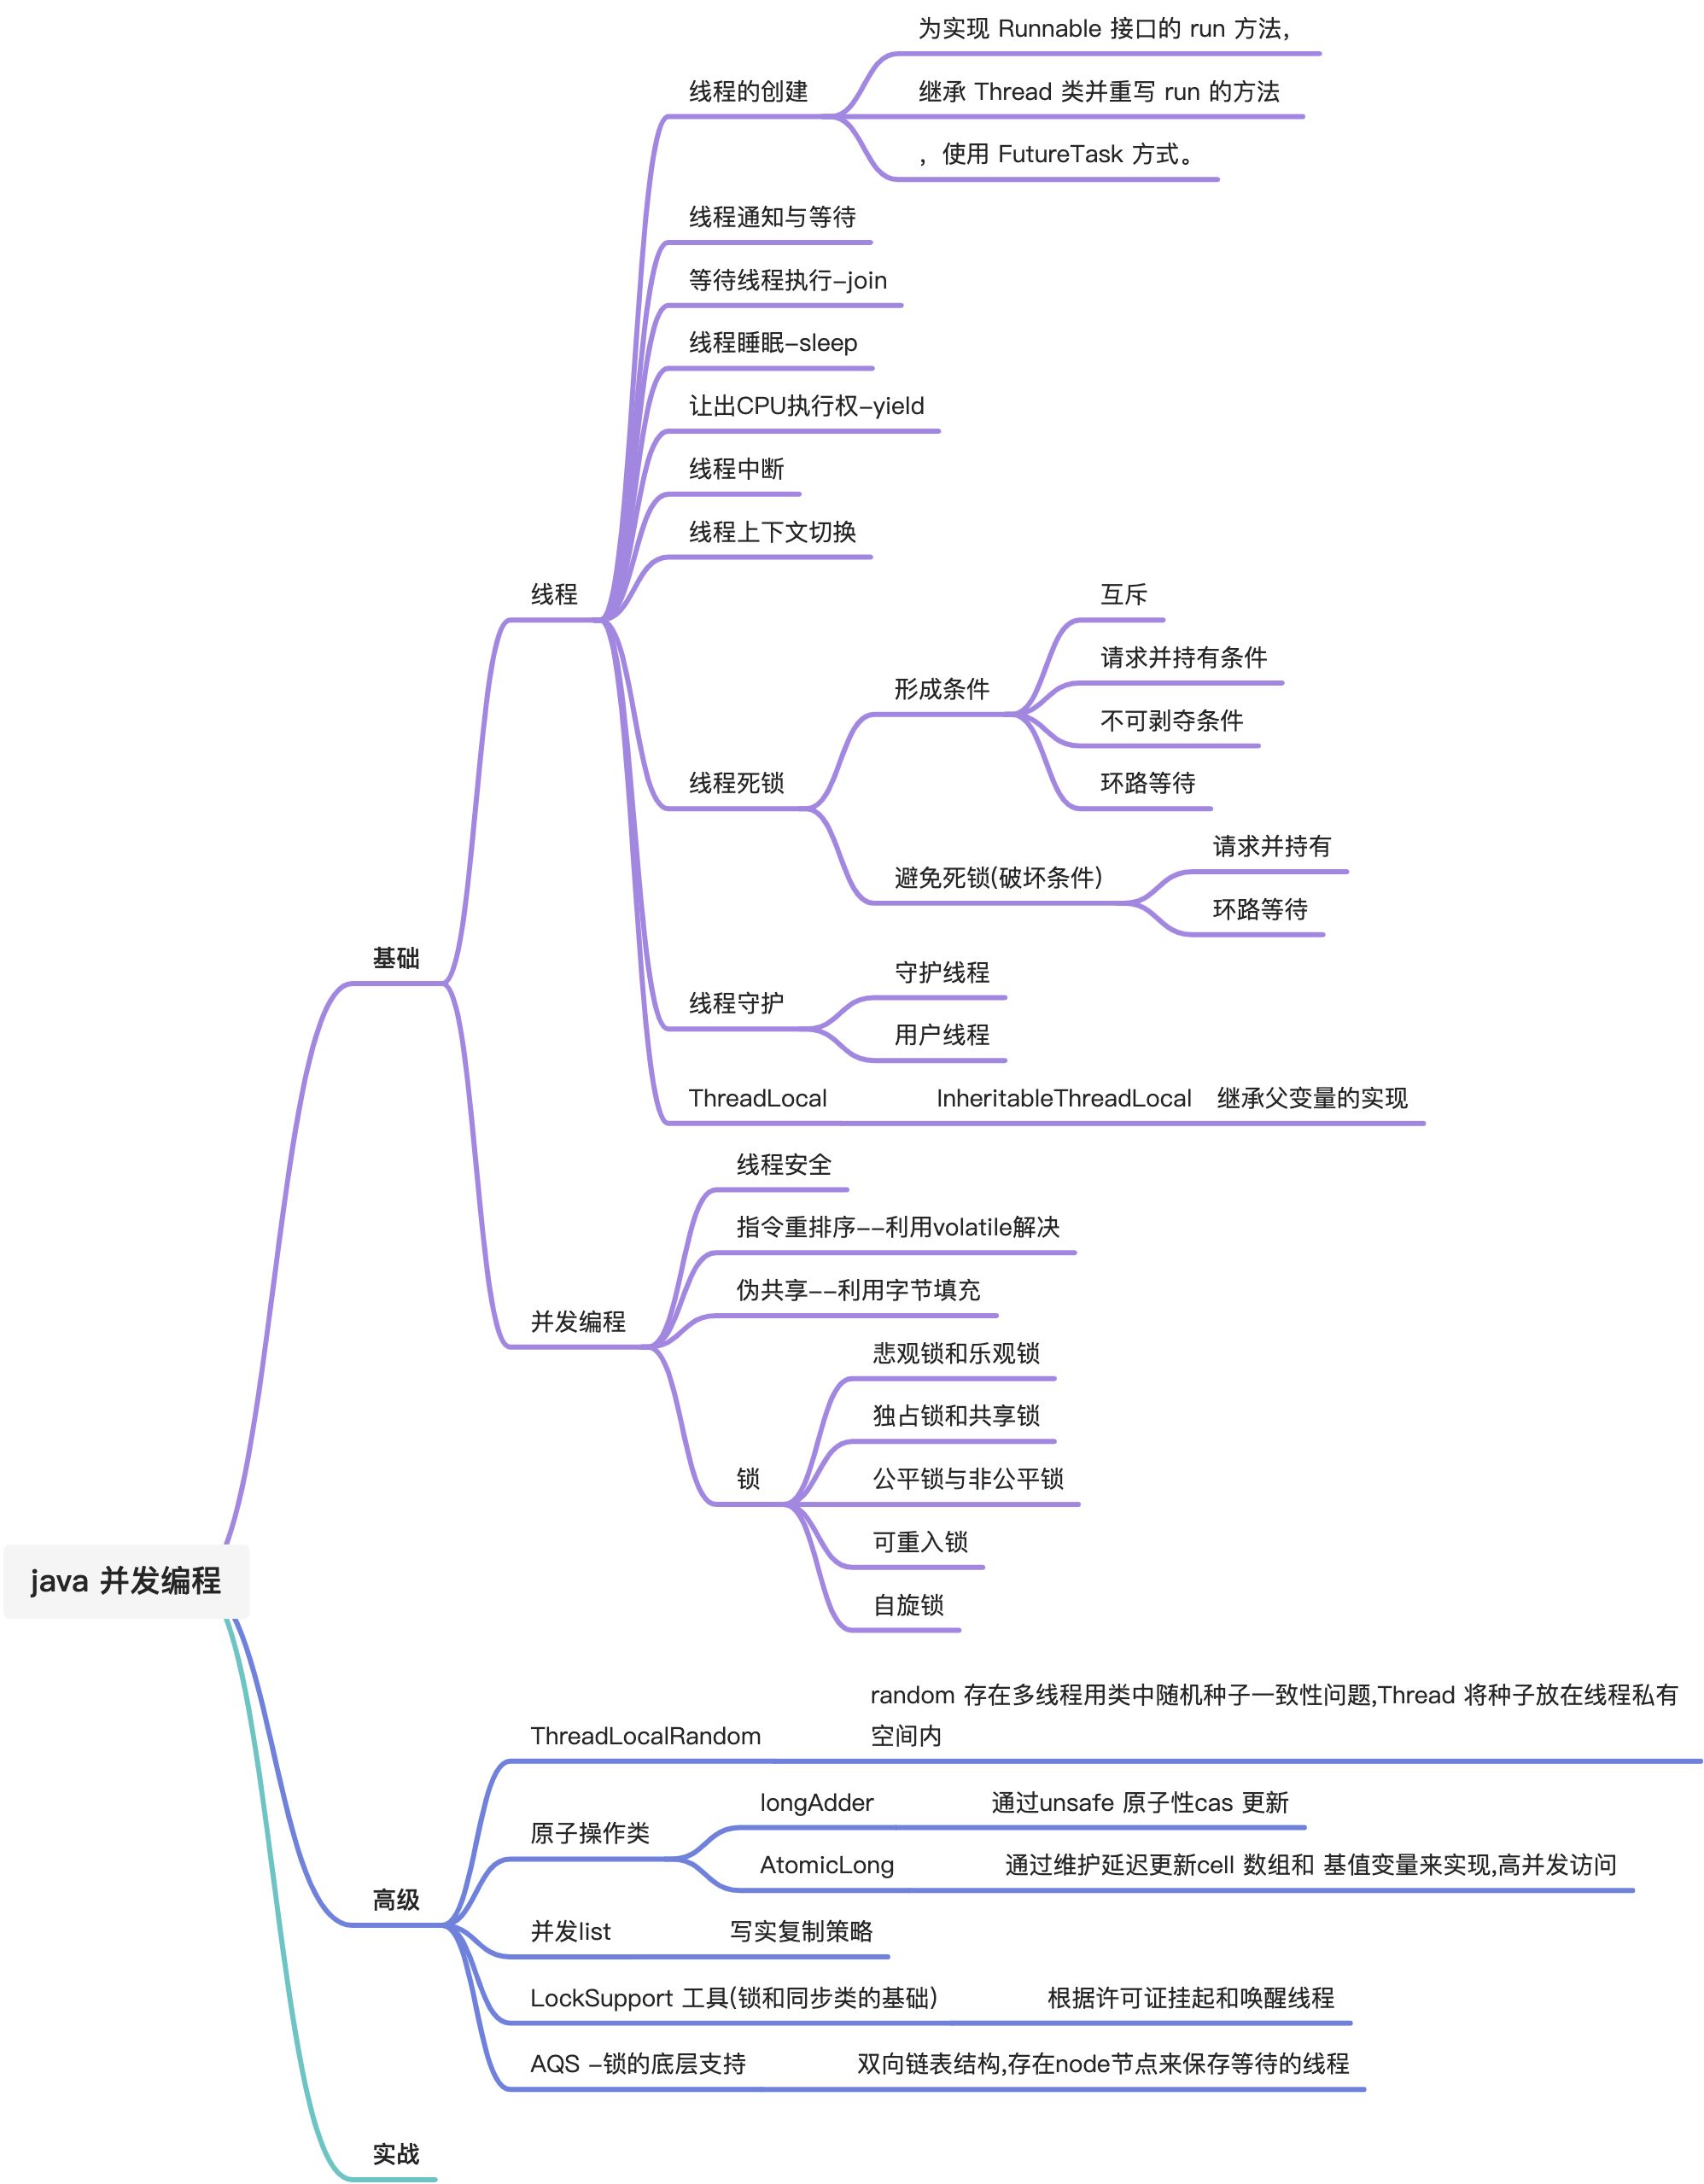 为实现 Runnable 接口的 run 方法，
线程的创建
继承 Thread 类并重写 run 的方法
，使用 FutureTask 方式。
线程通知与等待
等待线程执行-join
线程睡眠-sleep
让出CPU执行权-yield
线程中断
线程上下文切换
线程
互斥
请求并持有条件
形成条件
不可剥夺条件
环路等待
线程死锁
请求并持有
避免死锁(破坏条件)
环路等待
基础
守护线程
线程守护
用户线程
ThreadLocal
InheritableThreadLocal 继承父变量的实现
线程安全
指令重排序--利用volatile解决
伪共享--利用字节填充
并发编程
悲观锁和乐观锁
独占锁和共享锁
锁
公平锁与非公平锁
可重入锁
自旋锁
java 并发编程
random 存在多线程用类中随机种子一致性问题,Thread 将种子放在线程私有
空间内
ThreadLocalRandom
longAdder
通过unsafe 原子性cas 更新
原子操作类
AtomicLong
通过维护延迟更新cell 数组和 基值变量来实现,高并发访问
高级
并发list
写实复制策略
LockSupport 工具(锁和同步类的基础)
根据许可证挂起和唤醒线程
AQS -锁的底层支持
双向链表结构,存在node节点来保存等待的线程
实战